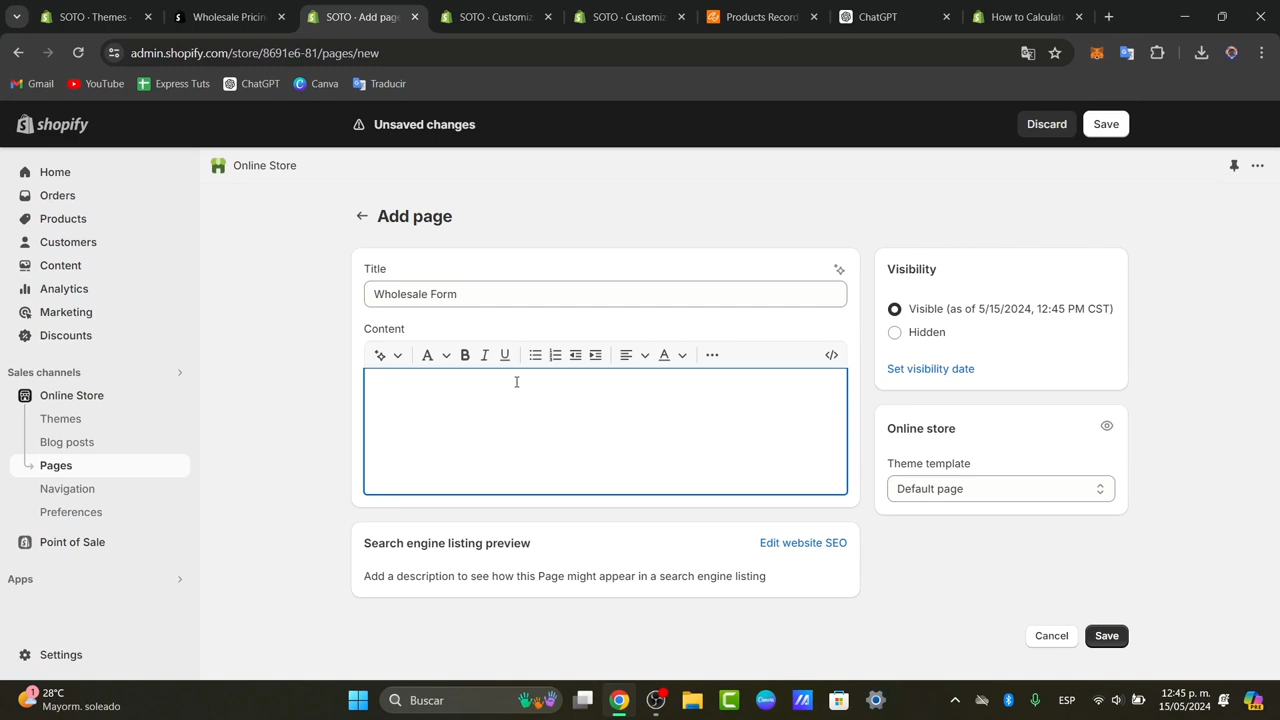 SOTO · Themes ·
Wholesale Pricin
SOTO · Add page
SOTO · Customiz
SOTO · Customiz
Products Record
ChatGPT
How to Calculat
admin.shopify.com/store/8691e6-81/pages/new
Gmail
YouTube
Express Tuts
ChatGPT
Canva
Traducir
shopify
Unsaved changes
Discard
Save
Home
Orders
Products
Customers
Content
Analytics
Marketing
Discounts
Sales channels
Online Store
Themes
Blog posts
Pages
Navigation
Preferences
Point of Sale
Apps
Settings
Online Store
Add page
Title
Wholesale Form
Content
Search engine listing preview
Edit website SEO
Add a description to see how this Page might appear in a search engine listing
Visibility
Visible (as of 5/15/2024, 12:45 PM CST)
Hidden
Set visibility date
Online store
Theme template
Default page
Cancel
Save
1
28°C
Mayorm. soleado
Buscar
ESP
12:45 p. m.
15/05/2024